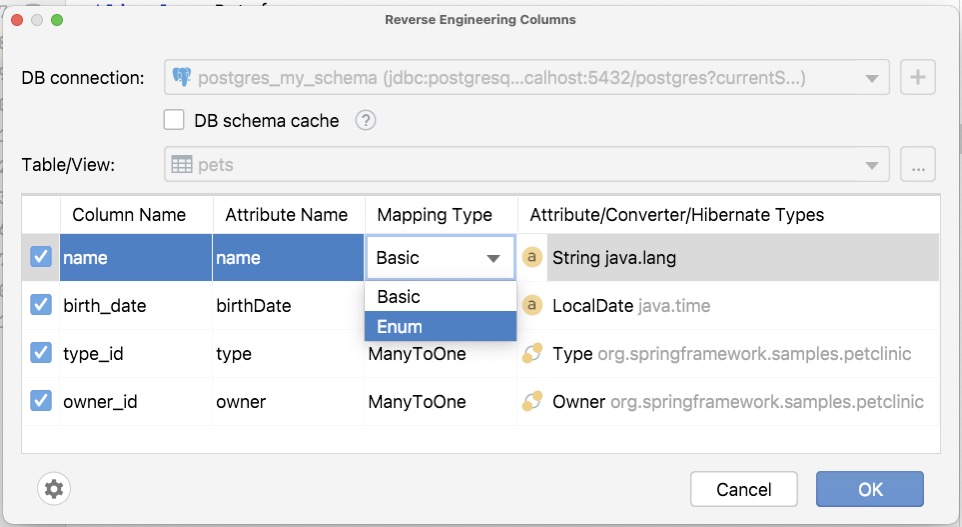 Reverse Engineering Columns
DB connection: postgres_my_schema (jdbc:postgresq...calhost:5432/postgres?currentS...) +
DB schema cache ?
Table/View: pets ...
Column Name Attribute Name Mapping Type Attribute/Converter/Hibernate Types
name name Basic a String java.lang
Basic
birth_date birthDate a LocalDate java.time
Enum
type_id type ManyToOne Type org.springframework.samples.petclinic
owner_id owner ManyToOne Owner org.springframework.samples.petclinic
Cancel OK